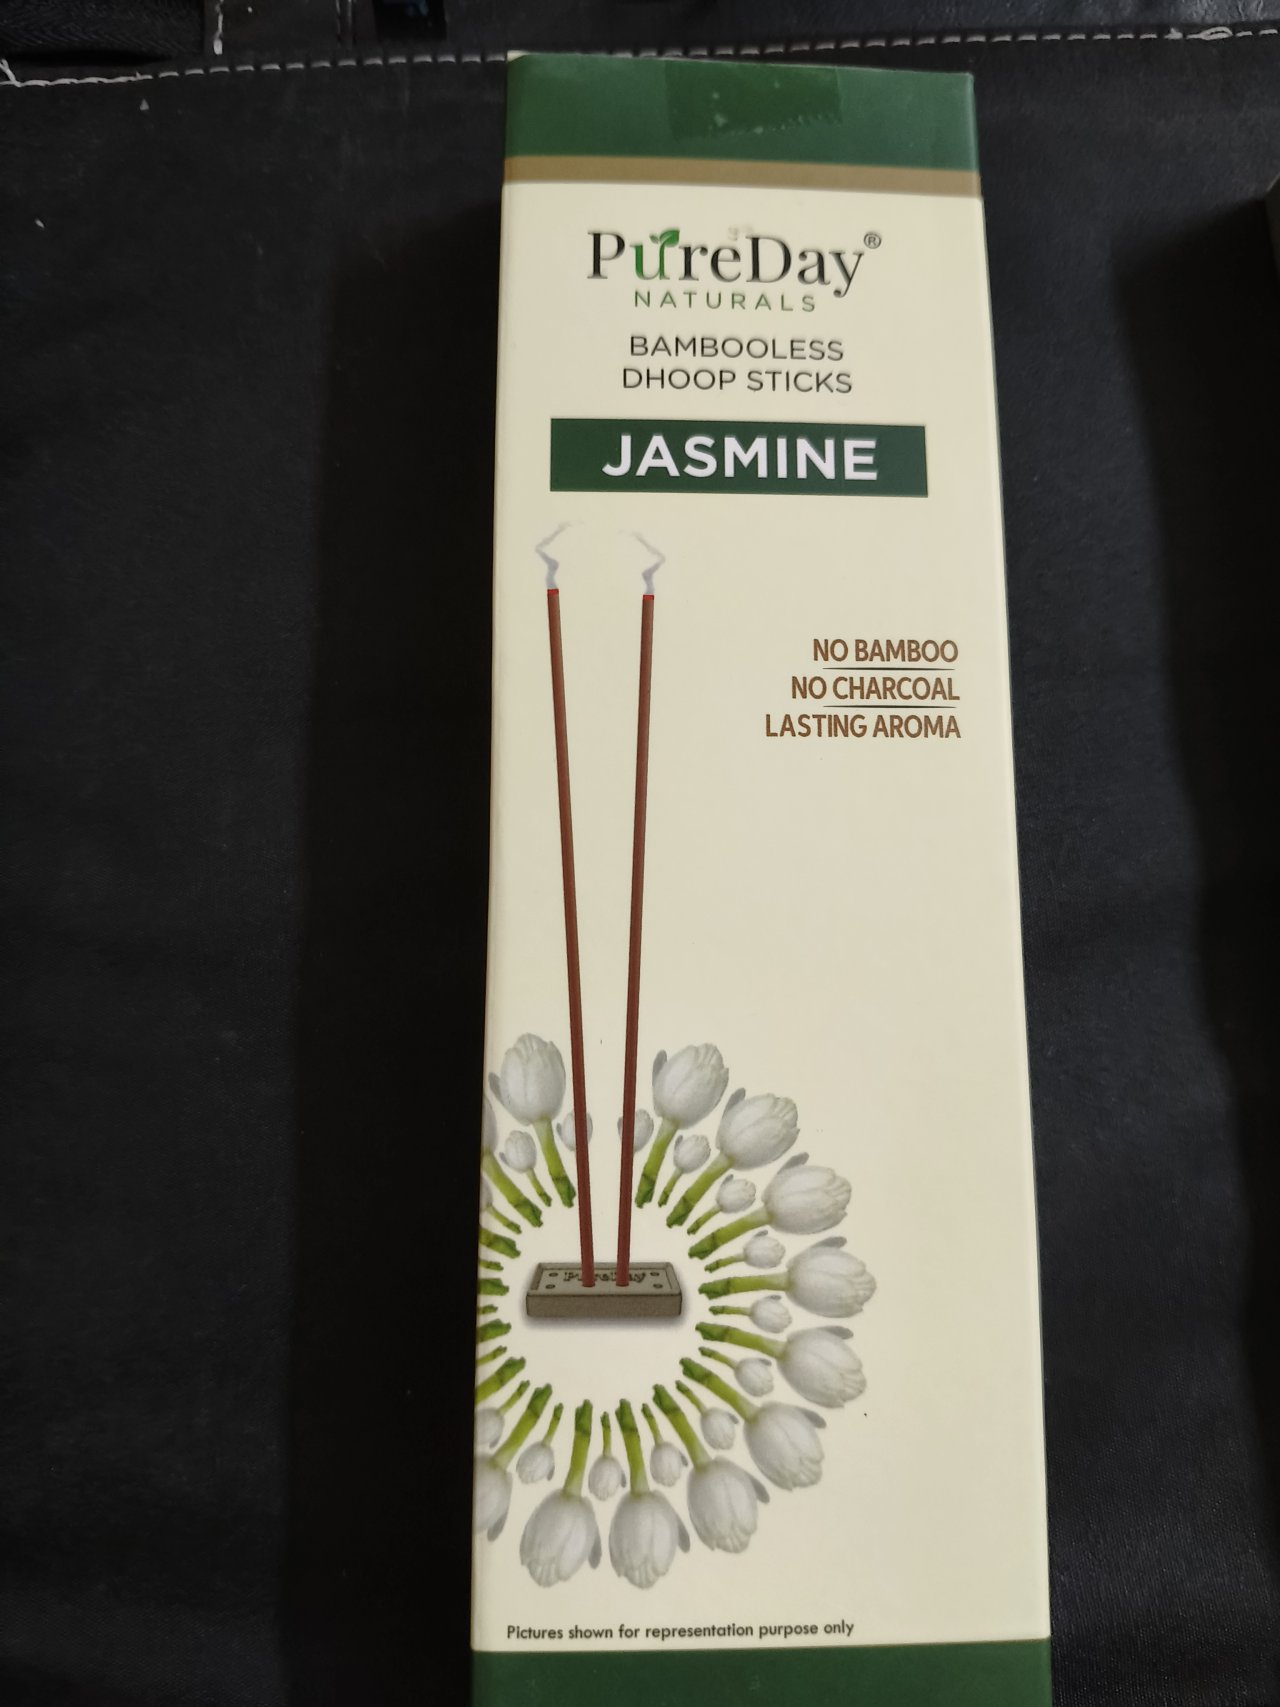 PureDay®
NATURALS
BAMBOOLESS
DHOOP STICKS
JASMINE
NO BAMBOO
NO CHARCOAL
LASTING AROMA
PureDay
Pictures shown for representation purpose only